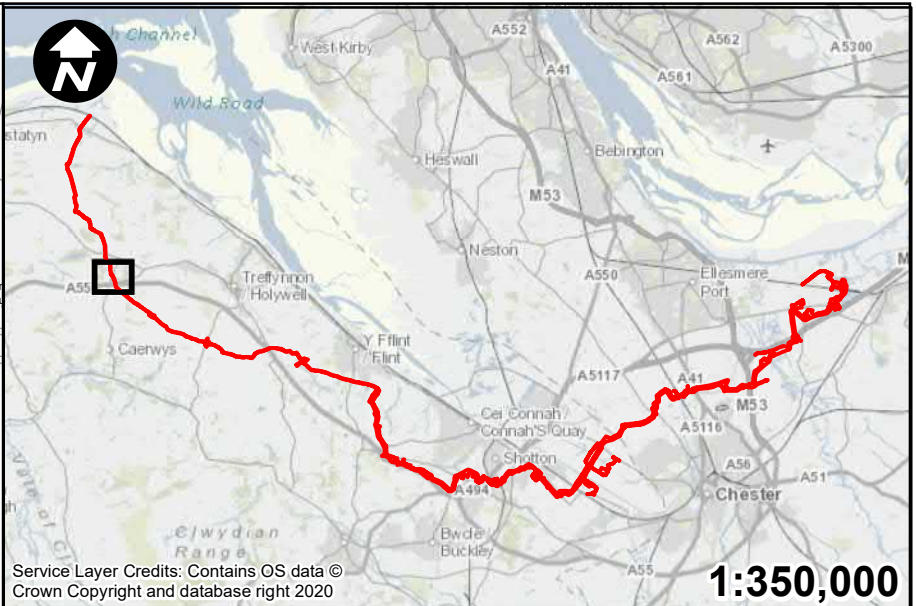 N
h Channel
West Kirby
A552
A562
A5300
A41
A561
Wild Road
statyn
Heswall
Bebington
M53
Neston
A550
Ellesmere
Port
M
A55
Treffynnon
/Holywell
Caerwys
Y Fflint
/Flint
A5117
A41
M53
Cei Connah/
Connah'S Quay
A5116
Shotton
A56
A51
A494
Chester
Clwydian
Range
Bwcle/
Buckley
A55
Service Layer Credits: Contains OS data ©
Crown Copyright and database right 2020
1:350,000